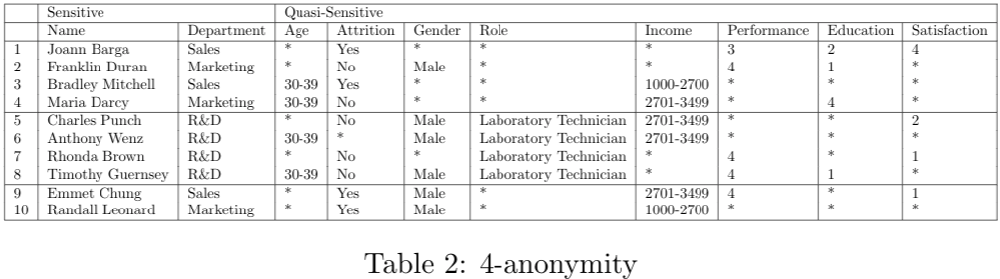 Sensitive Quasi-Sensitive
Name Department Age Attrition Gender Role Income Performance Education Satisfaction
1 Joann Barga Sales * Yes * * * 3 2 4
2 Franklin Duran Marketing * No Male * * 4 1 *
3 Bradley Mitchell Sales 30-39 Yes * * 1000-2700 * * *
4 Maria Darcy Marketing 30-39 No * * 2701-3499 * 4 *
5 Charles Punch R&D * No Male Laboratory Technician 2701-3499 * * 2
6 Anthony Wenz R&D 30-39 * Male Laboratory Technician 2701-3499 * * *
7 Rhonda Brown R&D * No * Laboratory Technician * 4 * 1
8 Timothy Guernsey R&D 30-39 No Male Laboratory Technician * 4 1 *
9 Emmet Chung Sales * Yes Male * 2701-3499 4 * 1
10 Randall Leonard Marketing * Yes Male * 1000-2700 * * *
Table 2: 4-anonymity